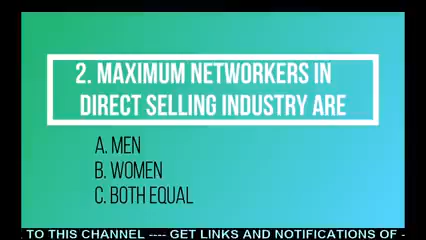 2. MAXIMUM NETWORKERS IN
DIRECT SELLING INDUSTRY ARE
A. MEN
B. WOMEN
C. BOTH EQUAL
TO THIS CHANNEL ---- GET LINKS AND NOTIFICATIONS OF -